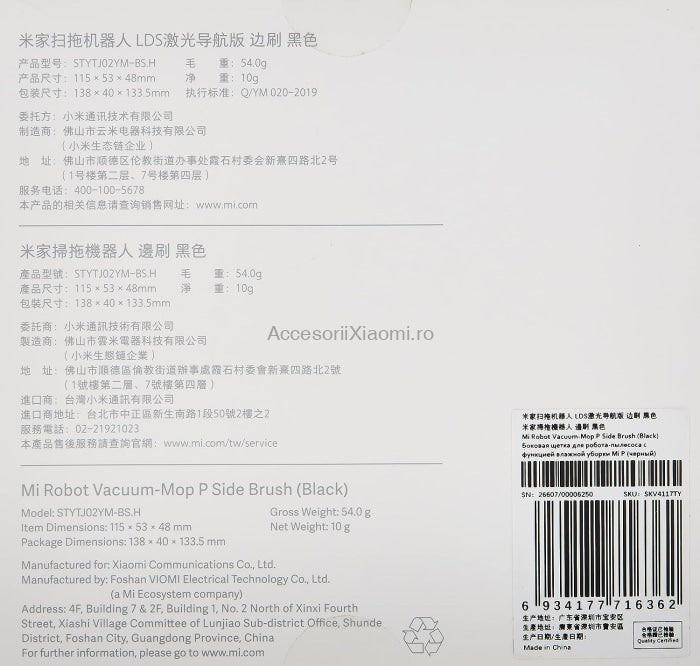 米家扫拖机器人 LDS激光导航版 边刷 黑色
产品型号：STYTJ02YM-BS.H 毛 重：54.0g
产品尺寸：115×53×48mm 净 重：10g
包装尺寸：138×40×133.5mm 执行标准：Q/YM 020-2019
委托方：小米通讯技术有限公司
制造商：佛山市云米电器科技有限公司
（小米生态链企业）
地 址：佛山市顺德区伦教街道办事处霞石村委会新熹四路北2号
（1号楼第二层、7号楼第四层）
服务电话：400-100-5678
本产品的相关信息请查询销售网址：www.mi.com
米家掃拖機器人 邊刷 黑色
產品型號：STYTJ02YM-BS.H 毛 重：54.0g
產品尺寸：115×53×48mm 淨 重：10g
包裝尺寸：138×40×133.5mm
委託商：小米通訊技術有限公司
製造商：佛山市雲米電器科技有限公司
（小米生態鏈企業）
地 址：佛山市順德區倫教街道辦事處霞石村委會新熹四路北2號
（1號樓第二層、7號樓第四層）
進口商：台灣小米通訊有限公司
進口商地址：台北市中正區新生南路1段50號2樓之2
服務電話：02-21921023
本產品售後服務請查詢官網：www.mi.com/tw/service
AccesoriiXiaomi.ro
Mi Robot Vacuum-Mop P Side Brush (Black)
Model: STYTJ02YM-BS.H Gross Weight: 54.0 g
Item Dimensions: 115 × 53 × 48 mm Net Weight: 10 g
Package Dimensions: 138 × 40 × 133.5 mm
Manufactured for: Xiaomi Communications Co., Ltd.
Manufactured by: Foshan VIOMI Electrical Technology Co., Ltd.
(a Mi Ecosystem company)
Address: 4F, Building 7 & 2F, Building 1, No. 2 North of Xinxi Fourth
Street, Xiashi Village Committee of Lunjiao Sub-district Office, Shunde
District, Foshan City, Guangdong Province, China
For further information, please go to www.mi.com
米家扫拖机器人 LDS激光导航版 边刷 黑色
米家掃拖機器人 邊刷 黑色
Mi Robot Vacuum-Mop P Side Brush (Black)
Боковая щетка для робота-пылесоса с
функцией влажной уборки Mi P (черный)
SN: 26607/00006250 SKU: SKV4117TY
6 934177 716362
生产地址：广东省深圳市宝安区
生產地址：廣東省深圳市寶安區
生产日期/生產日期：
Made in China
合格证已检验
合格證已檢驗
Quality Certified